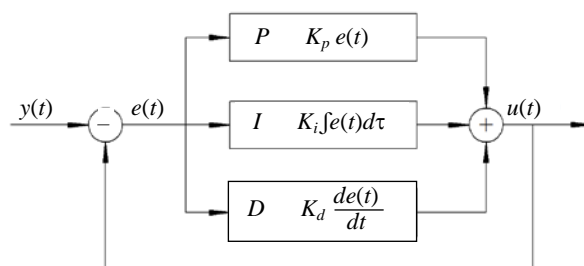 P K_p e(t)
y(t) e(t) u(t)
− I K_i ∫e(t)dτ +
D K_d de(t)/dt